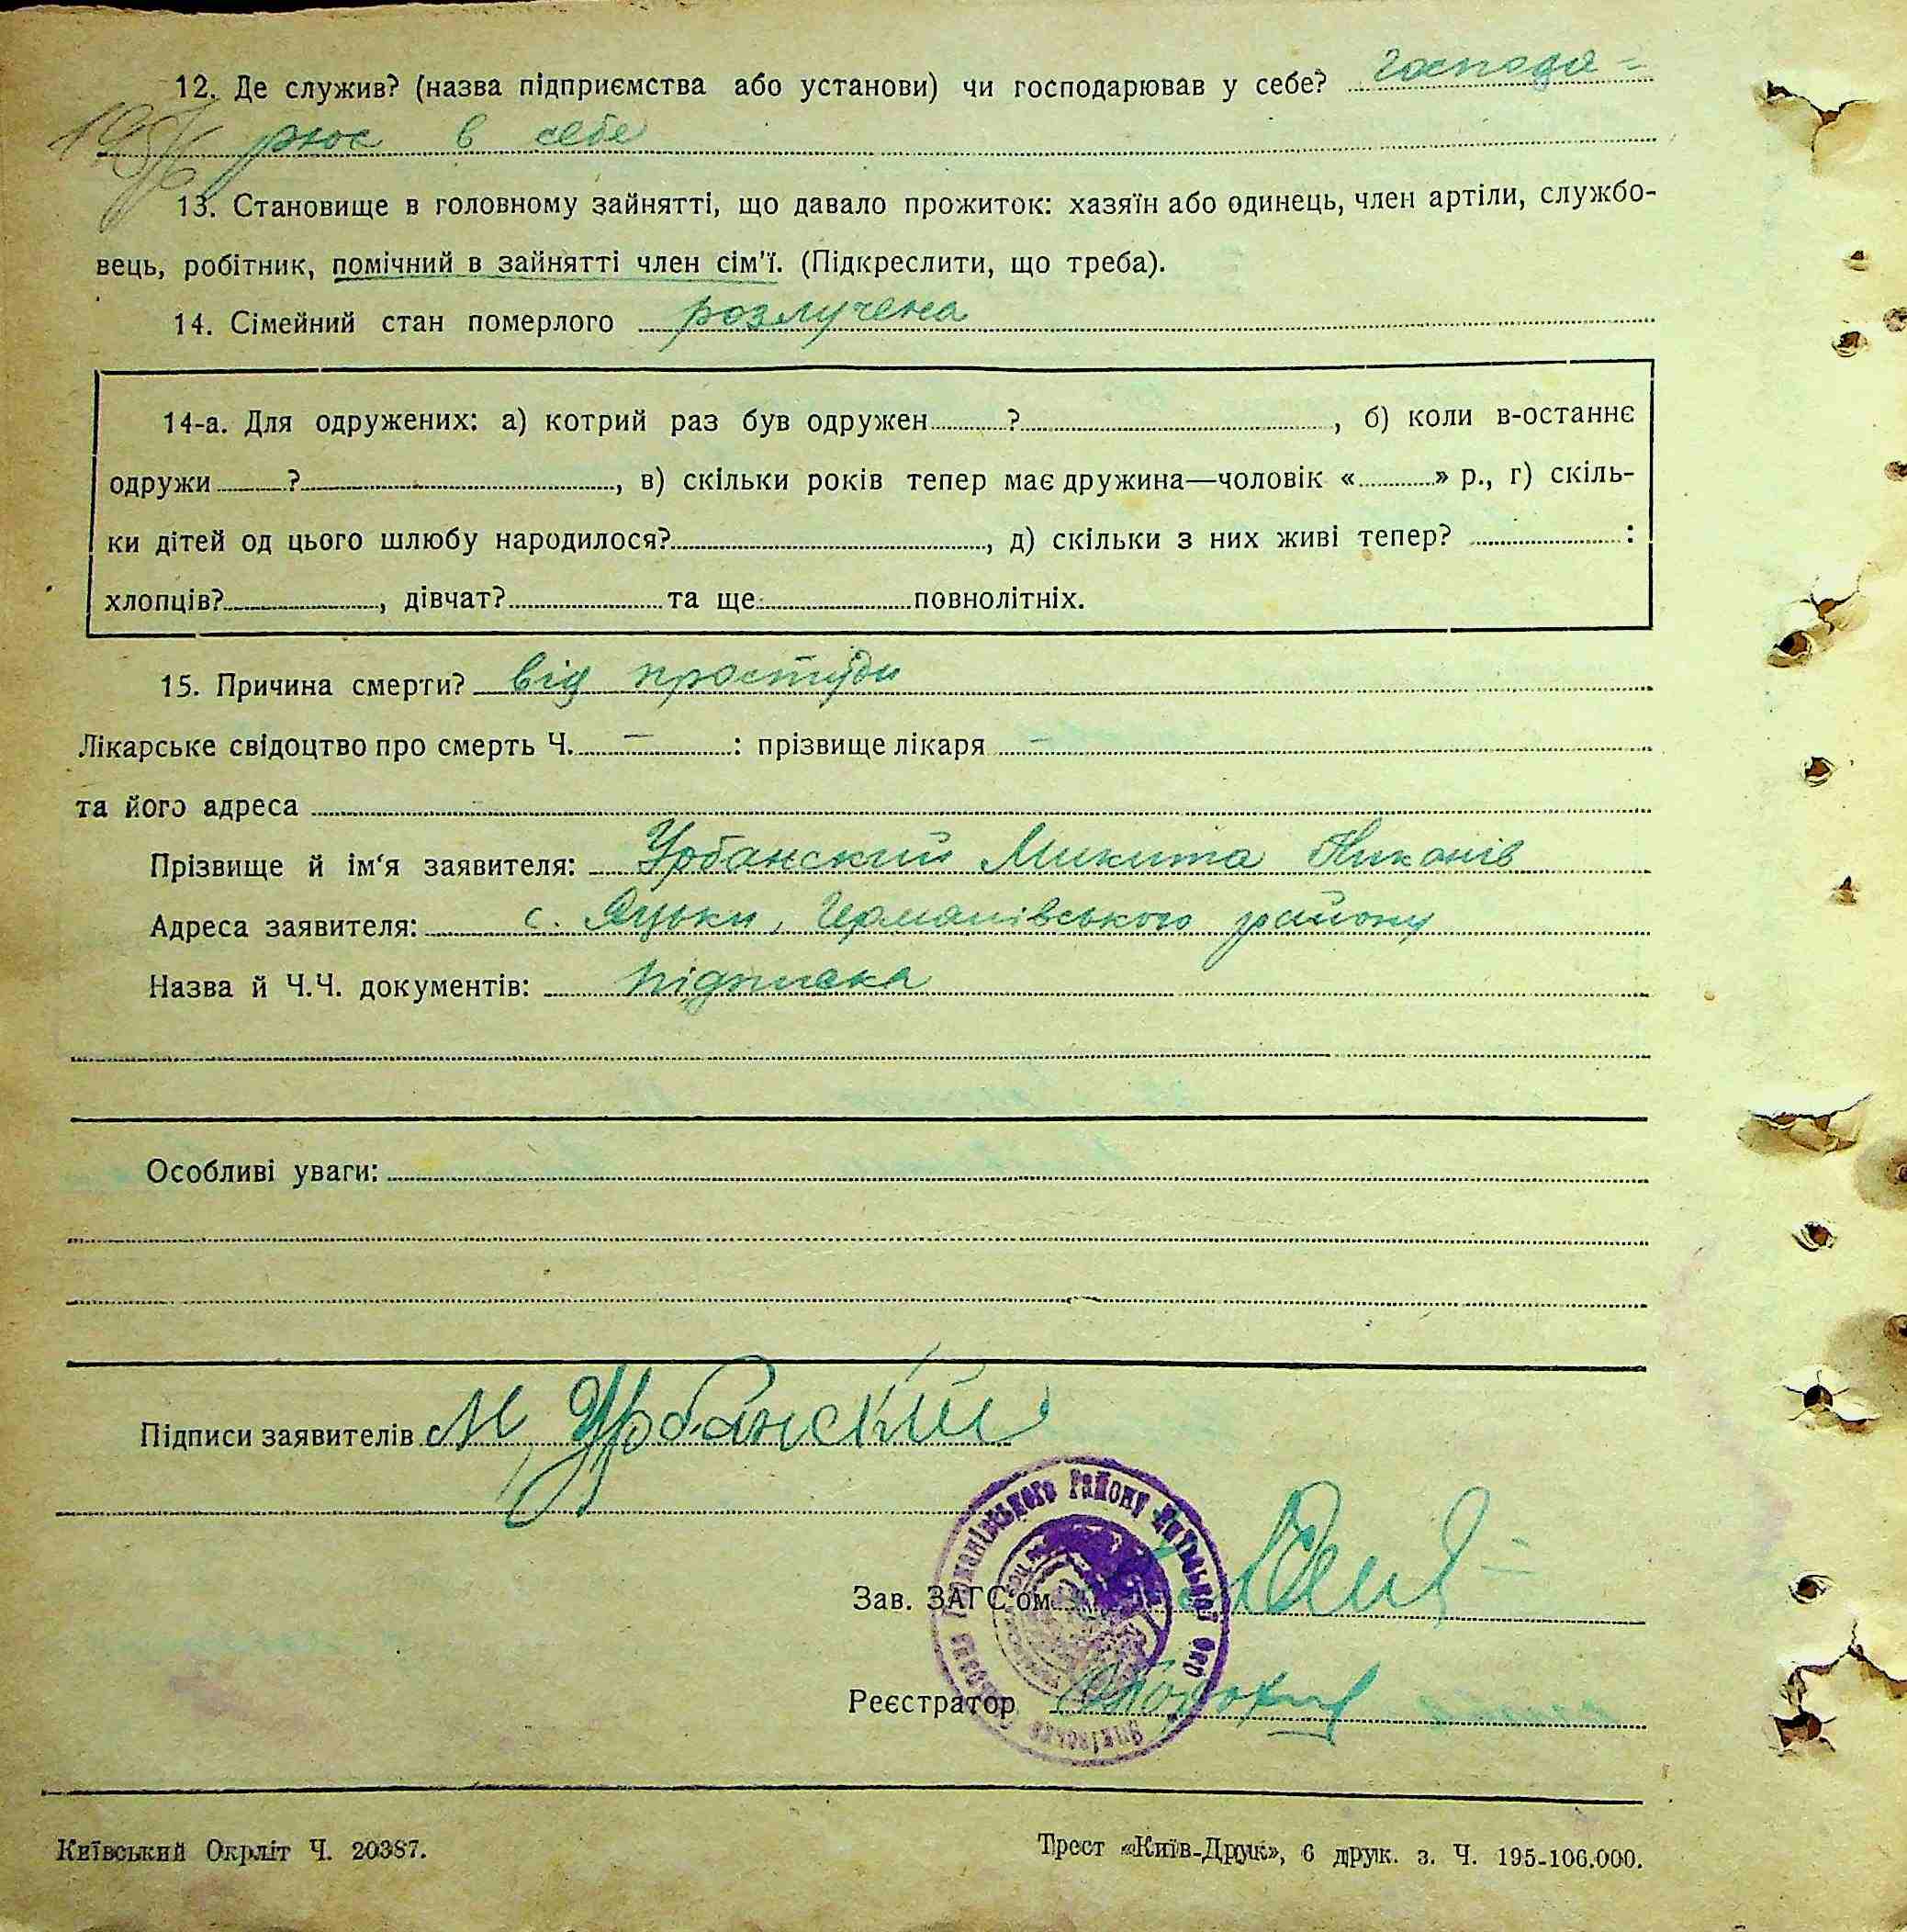 12. Де служив? (назва підприємства або установи) чи господарював у себе? господа-
рює в себе
13. Становище в головному зайнятті, що давало прожиток: хазяїн або одинець, член артіли, службо-
вець, робітник, помічний в зайнятті член сім'ї. (Підкреслити, що треба).
14. Сімейний стан померлого розлучена
14-а. Для одружених: а) котрий раз був одружен ?, б) коли в-останнє
одружи ?, в) скільки років тепер має дружина—чоловік « » р., г) скіль-
ки дітей од цього шлюбу народилося?, д) скільки з них живі тепер? :
хлопців?, дівчат? та ще повнолітніх.
15. Причина смерти? від простуди
Лікарське свідоцтво про смерть Ч. — : прізвище лікаря —
та його адреса
Прізвище й ім'я заявителя: Урбанский Микита Никонів
Адреса заявителя: с. Яцьки, Германівського району
Назва й Ч.Ч. документів: підписка
Особливі уваги:
Підписи заявителів М Урбанский
Германівського Району
Зав. ЗАГС'ом
Реєстратор
Київський Окрліт Ч. 20387.
Трест «Київ-Друк», 6 друк. з. Ч. 195-106.000.